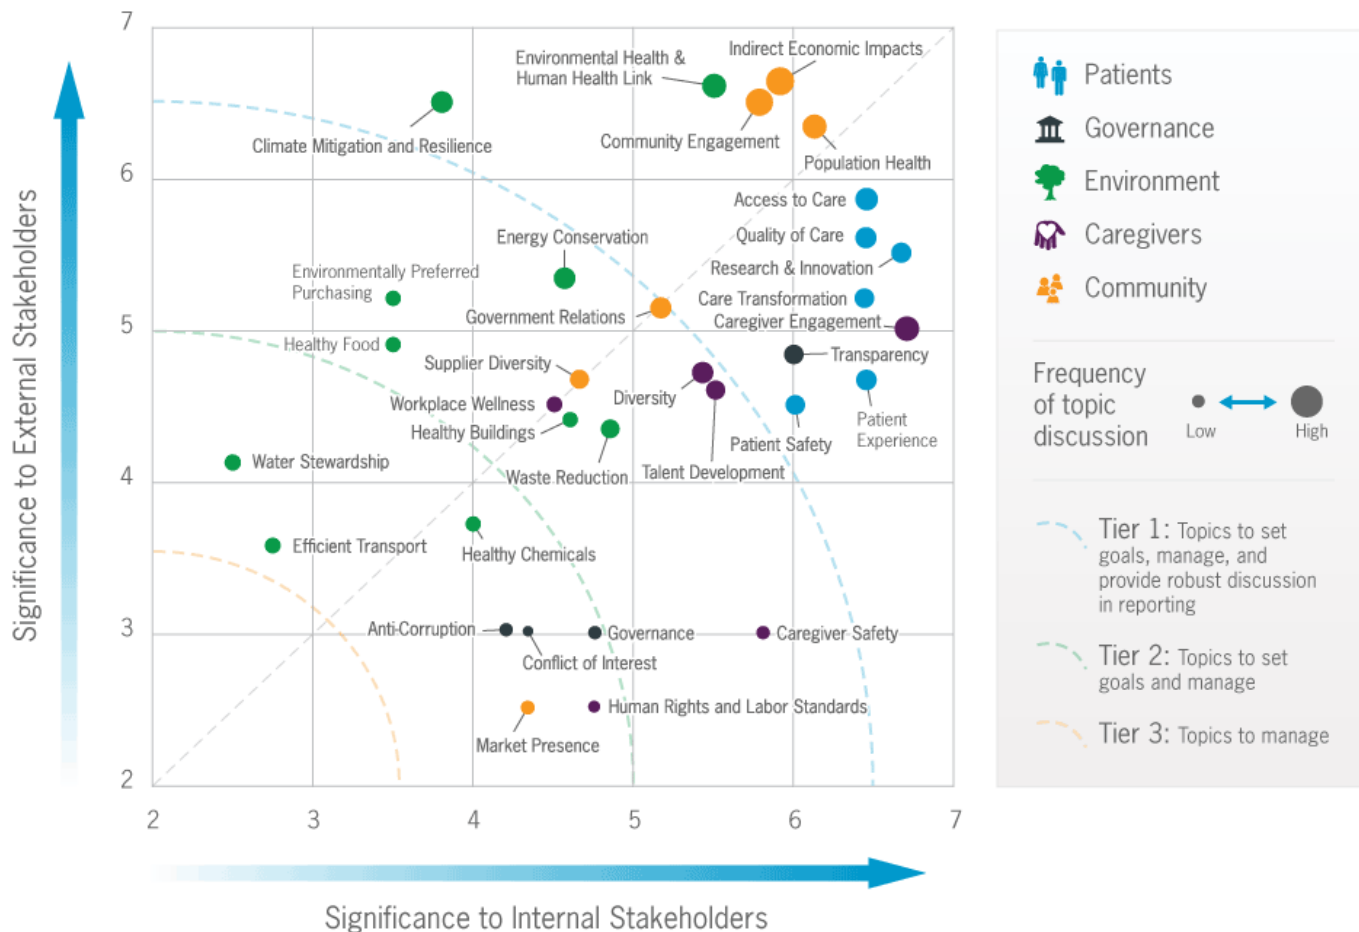 7
6
5
4
3
2
2
3
4
5
6
7
Significance to External Stakeholders
Significance to Internal Stakeholders
Environmental Health &
Human Health Link
Indirect Economic Impacts
Climate Mitigation and Resilience
Community Engagement
Population Health
Access to Care
Energy Conservation
Quality of Care
Research & Innovation
Environmentally Preferred
Purchasing
Care Transformation
Government Relations
Caregiver Engagement
Healthy Food
Supplier Diversity
Transparency
Workplace Wellness
Diversity
Healthy Buildings
Patient Safety
Patient
Experience
Water Stewardship
Waste Reduction
Talent Development
Efficient Transport
Healthy Chemicals
Anti-Corruption
Governance
Caregiver Safety
Conflict of Interest
Human Rights and Labor Standards
Market Presence
Patients
Governance
Environment
Caregivers
Community
Frequency
of topic
discussion
Low
High
Tier 1: Topics to set
goals, manage, and
provide robust discussion
in reporting
Tier 2: Topics to set
goals and manage
Tier 3: Topics to manage